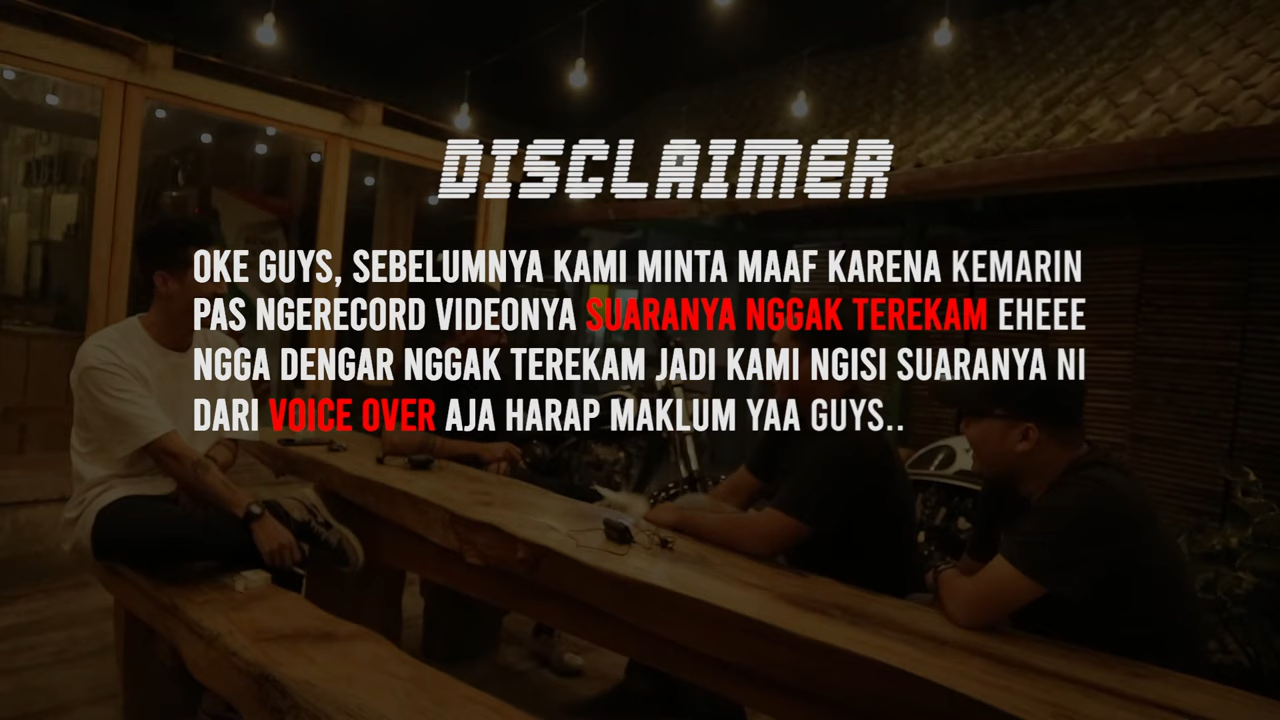 DISCLAIMER
OKE GUYS, SEBELUMNYA KAMI MINTA MAAF KARENA KEMARIN
PAS NGERECORD VIDEONYA SUARANYA NGGAK TEREKAM EHEEE
NGGA DENGAR NGGAK TEREKAM JADI KAMI NGISI SUARANYA NI
DARI VOICE OVER AJA HARAP MAKLUM YAA GUYS..